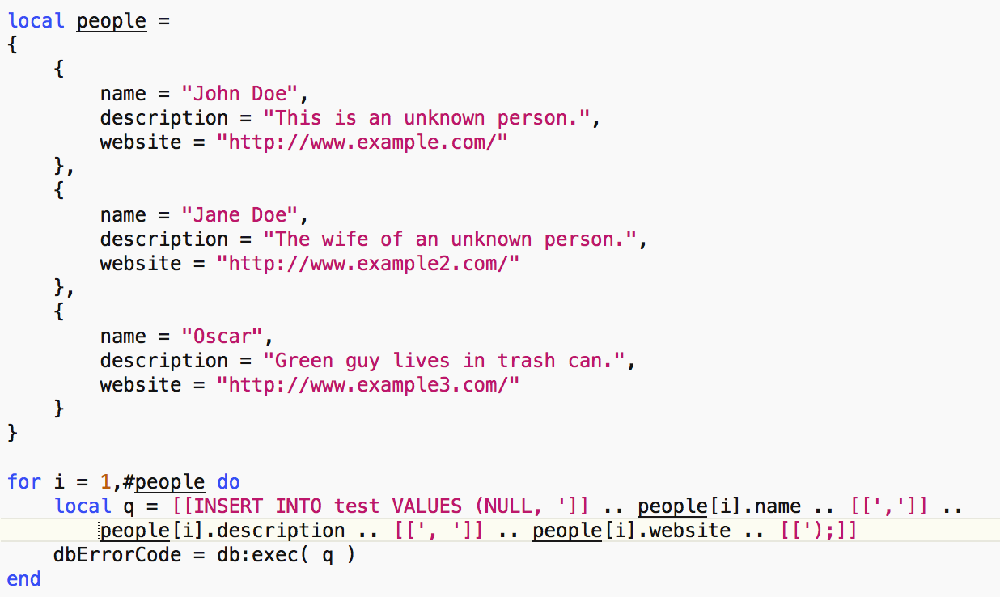 local people =
{
    {
        name = "John Doe",
        description = "This is an unknown person.",
        website = "http://www.example.com/"
    },
    {
        name = "Jane Doe",
        description = "The wife of an unknown person.",
        website = "http://www.example2.com/"
    },
    {
        name = "Oscar",
        description = "Green guy lives in trash can.",
        website = "http://www.example3.com/"
    }
}

for i = 1,#people do
    local q = [[INSERT INTO test VALUES (NULL, ']] .. people[i].name .. [[',']] ..
        people[i].description .. [[', ']] .. people[i].website .. [[');]]
    dbErrorCode = db:exec( q )
end